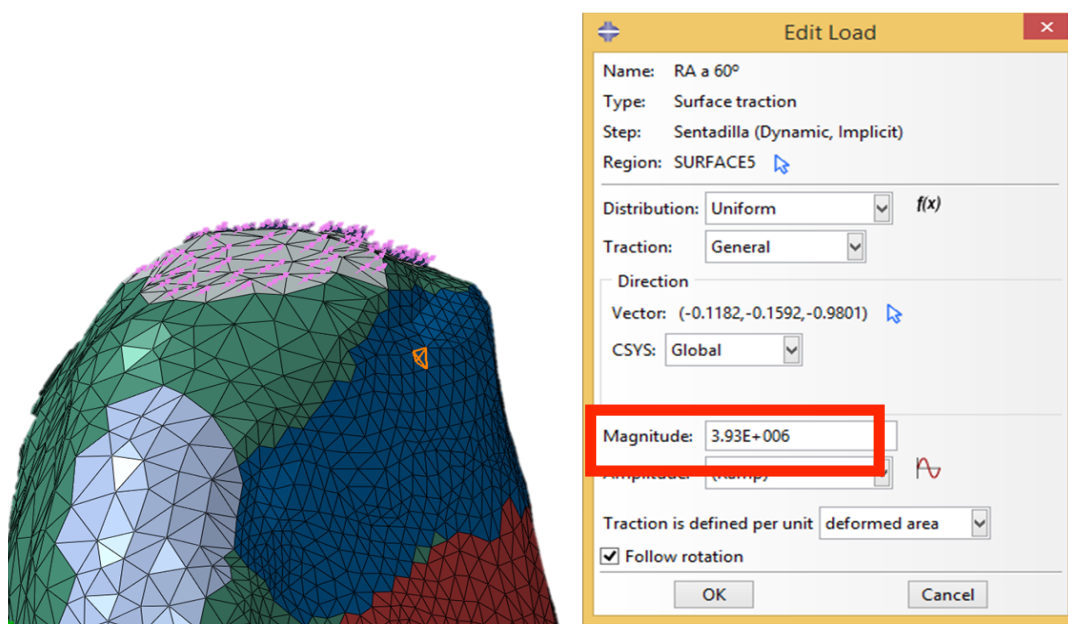 Edit Load
Name: RA a 60º
Type: Surface traction
Step: Sentadilla (Dynamic, Implicit)
Region: SURFACE5
Distribution: Uniform f(x)
Traction: General
Direction
Vector: (-0.1182,-0.1592,-0.9801)
CSYS: Global
Magnitude: 3.93E+006
Amplitude: (Ramp)
Traction is defined per unit deformed area
Follow rotation
OK Cancel